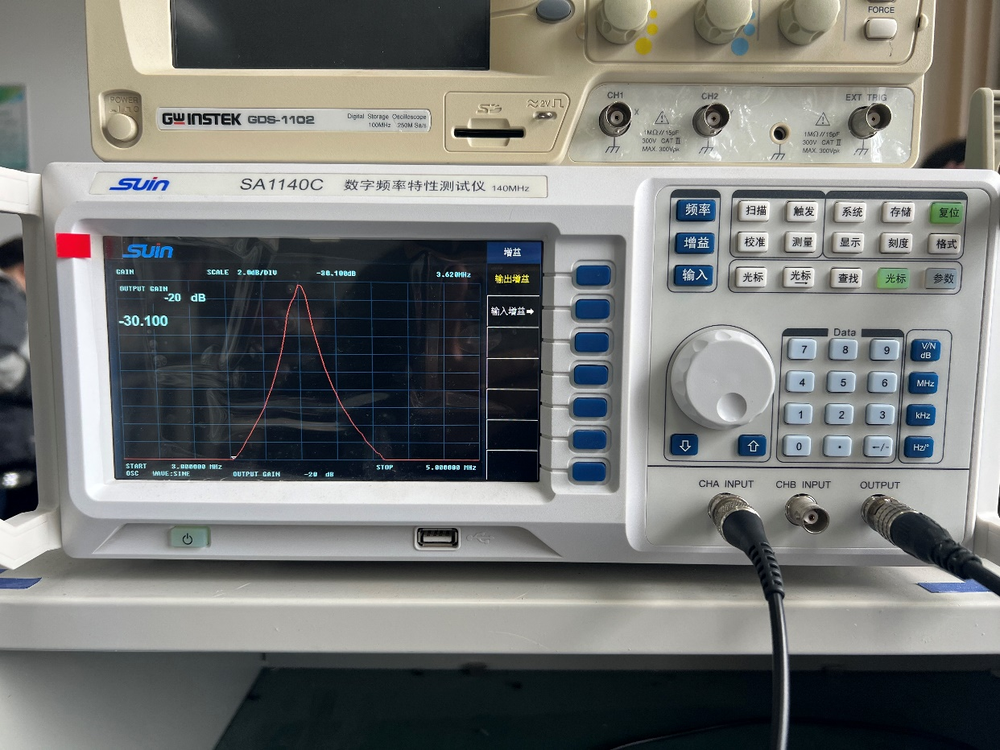 FORCE
POWER
GW INSTEK GDS-1102
Digital Storage Oscilloscope
100MHz 250M Sa/s
SD
≈2V
CH1
CH2
EXT TRIG
X
1MΩ//15pF
300V CAT II
MAX. 300Vpk
1MΩ//15pF
300V CAT II
MAX. 300Vpk
SUin SA1140C 数字频率特性测试仪 140MHz
SUin
GAIN SCALE 2.0dB/DIV -30.100dB 3.620MHz
OUTPUT GAIN
-20 dB
-30.100
START 3.000000 MHz STOP 5.000000 MHz
OSC WAVE:SINE OUTPUT GAIN -20 dB
增益
输出增益
输入增益➡
频率 扫描 触发 系统 存储 复位
增益 校准 测量 显示 刻度 格式
输入 光标 光标→ 查找 光标 参数
Data
7 8 9 V/N dB
4 5 6 MHz
1 2 3 kHz
0 · ←/- Hz/°
CHA INPUT CHB INPUT OUTPUT